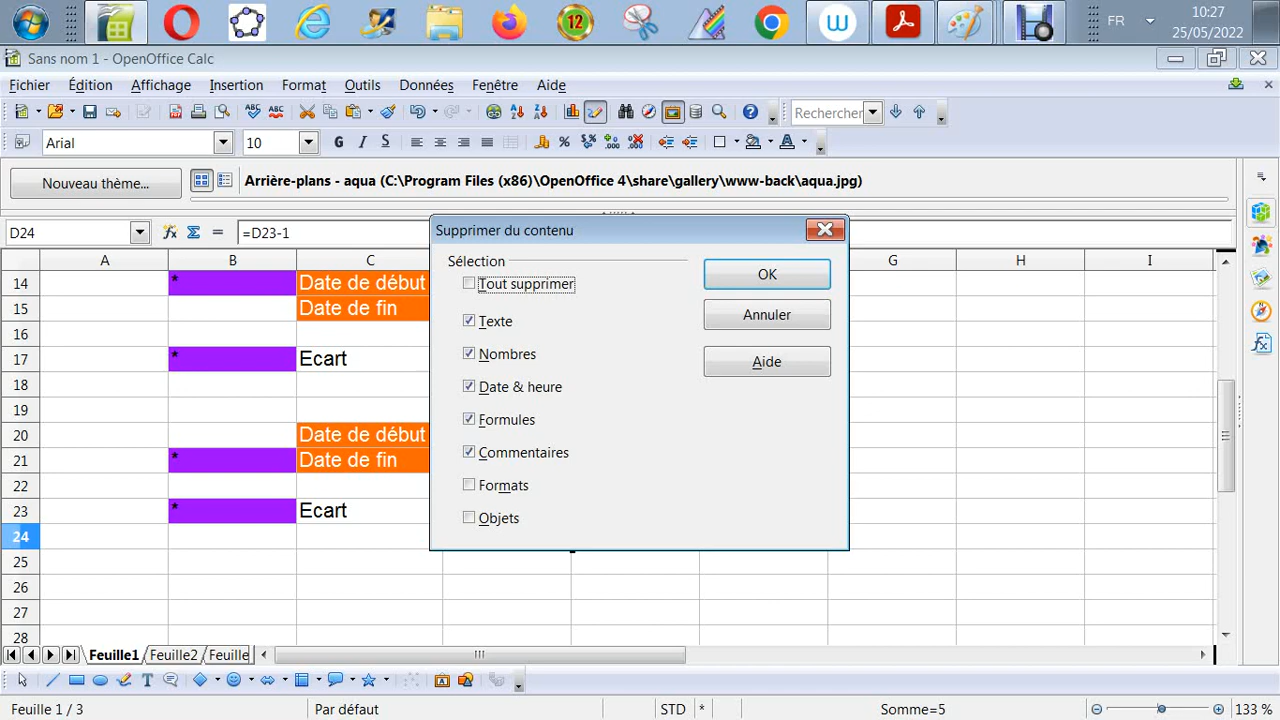 12
W
FR
10:27
25/05/2022
Sans nom 1 - OpenOffice Calc
Fichier Édition Affichage Insertion Format Outils Données Fenêtre Aide
Rechercher
Arial 10 G I S
Nouveau thème... Arrière-plans - aqua (C:\Program Files (x86)\OpenOffice 4\share\gallery\www-back\aqua.jpg)
D24 =D23-1
Supprimer du contenu
Sélection
Tout supprimer
Texte
Nombres
Date & heure
Formules
Commentaires
Formats
Objets
OK
Annuler
Aide
A B C G H I
14 * Date de début
15 Date de fin
16
17 * Ecart
18
19
20 Date de début
21 * Date de fin
22
23 * Ecart
24
25
26
27
28
Feuille1 Feuille2 Feuille
Feuille 1 / 3 Par défaut STD * Somme=5 133 %